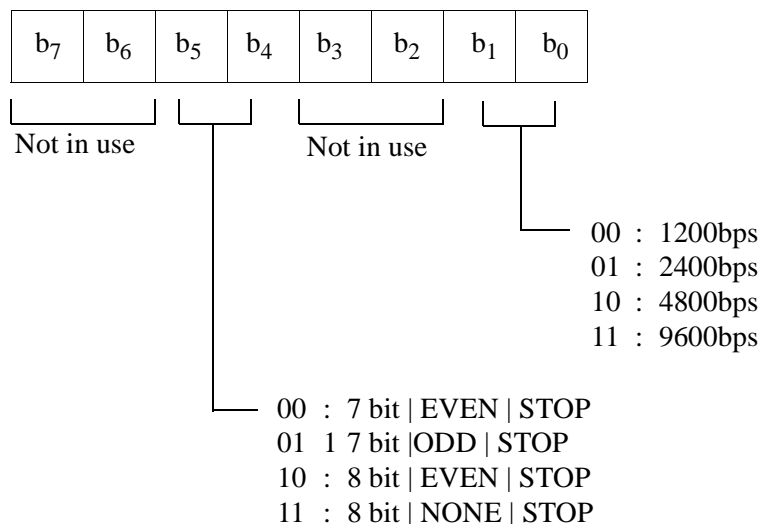 b7 b6 b5 b4 b3 b2 b1 b0
Not in use
Not in use
00 : 1200bps
01 : 2400bps
10 : 4800bps
11 : 9600bps
00 : 7 bit | EVEN | STOP
01 1 7 bit |ODD | STOP
10 : 8 bit | EVEN | STOP
11 : 8 bit | NONE | STOP